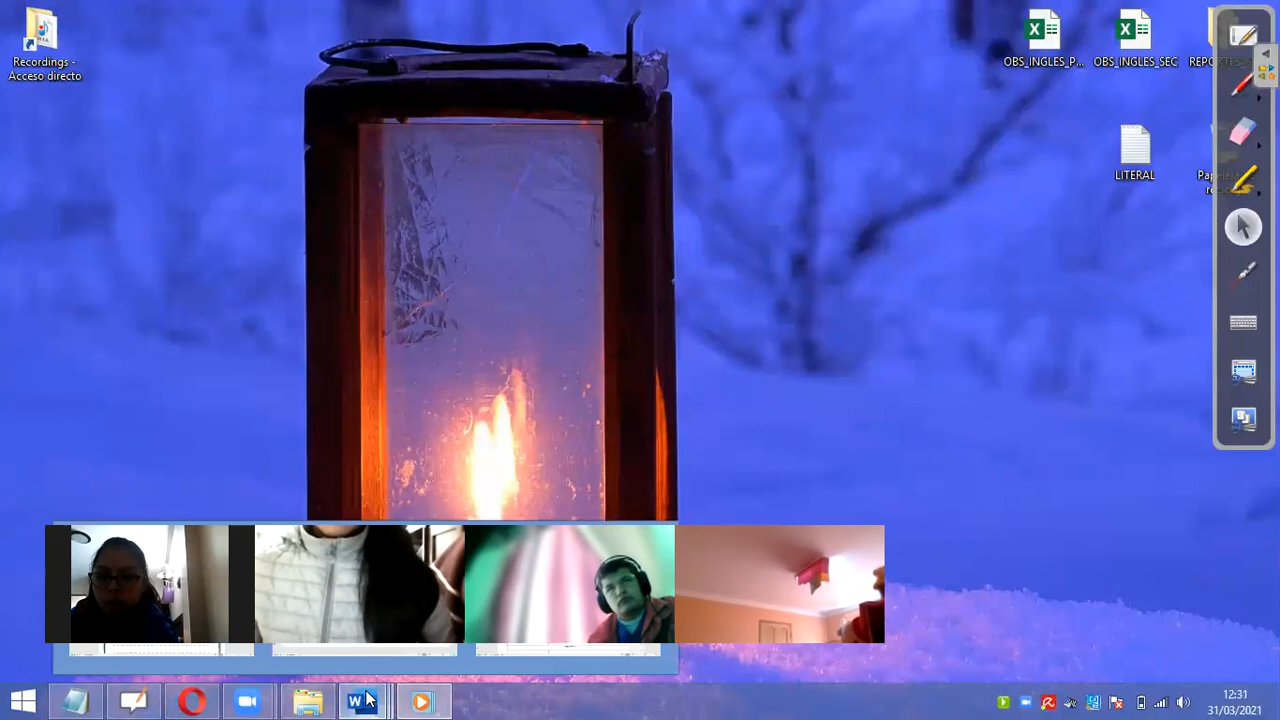 Recordings -
Acceso directo
OBS_INGLES_P...
OBS_INGLES_SEC
LITERAL
12:31
31/03/2021